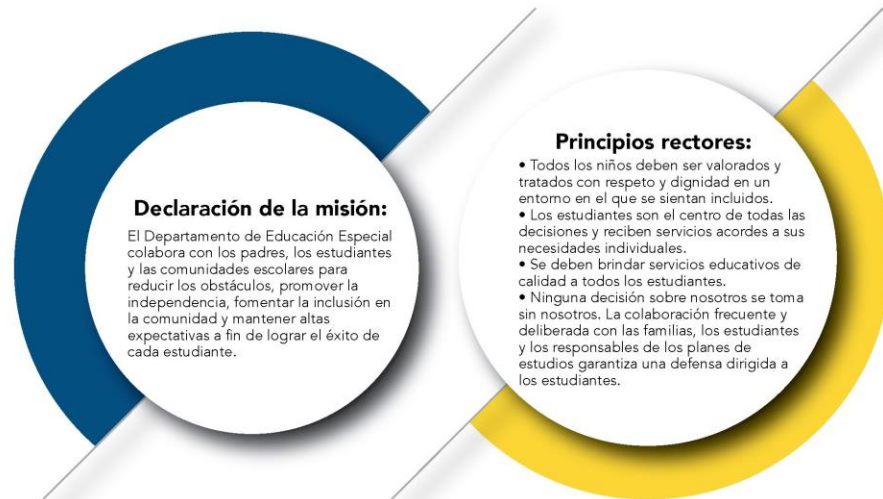 Declaración de la misión:
El Departamento de Educación Especial
colabora con los padres, los estudiantes
y las comunidades escolares para
reducir los obstáculos, promover la
independencia, fomentar la inclusión en
la comunidad y mantener altas
expectativas a fin de lograr el éxito de
cada estudiante.
Principios rectores:
• Todos los niños deben ser valorados y
tratados con respeto y dignidad en un
entorno en el que se sientan incluidos.
• Los estudiantes son el centro de todas las
decisiones y reciben servicios acordes a sus
necesidades individuales.
• Se deben brindar servicios educativos de
calidad a todos los estudiantes.
• Ninguna decisión sobre nosotros se toma
sin nosotros. La colaboración frecuente y
deliberada con las familias, los estudiantes
y los responsables de los planes de
estudios garantiza una defensa dirigida a
los estudiantes.